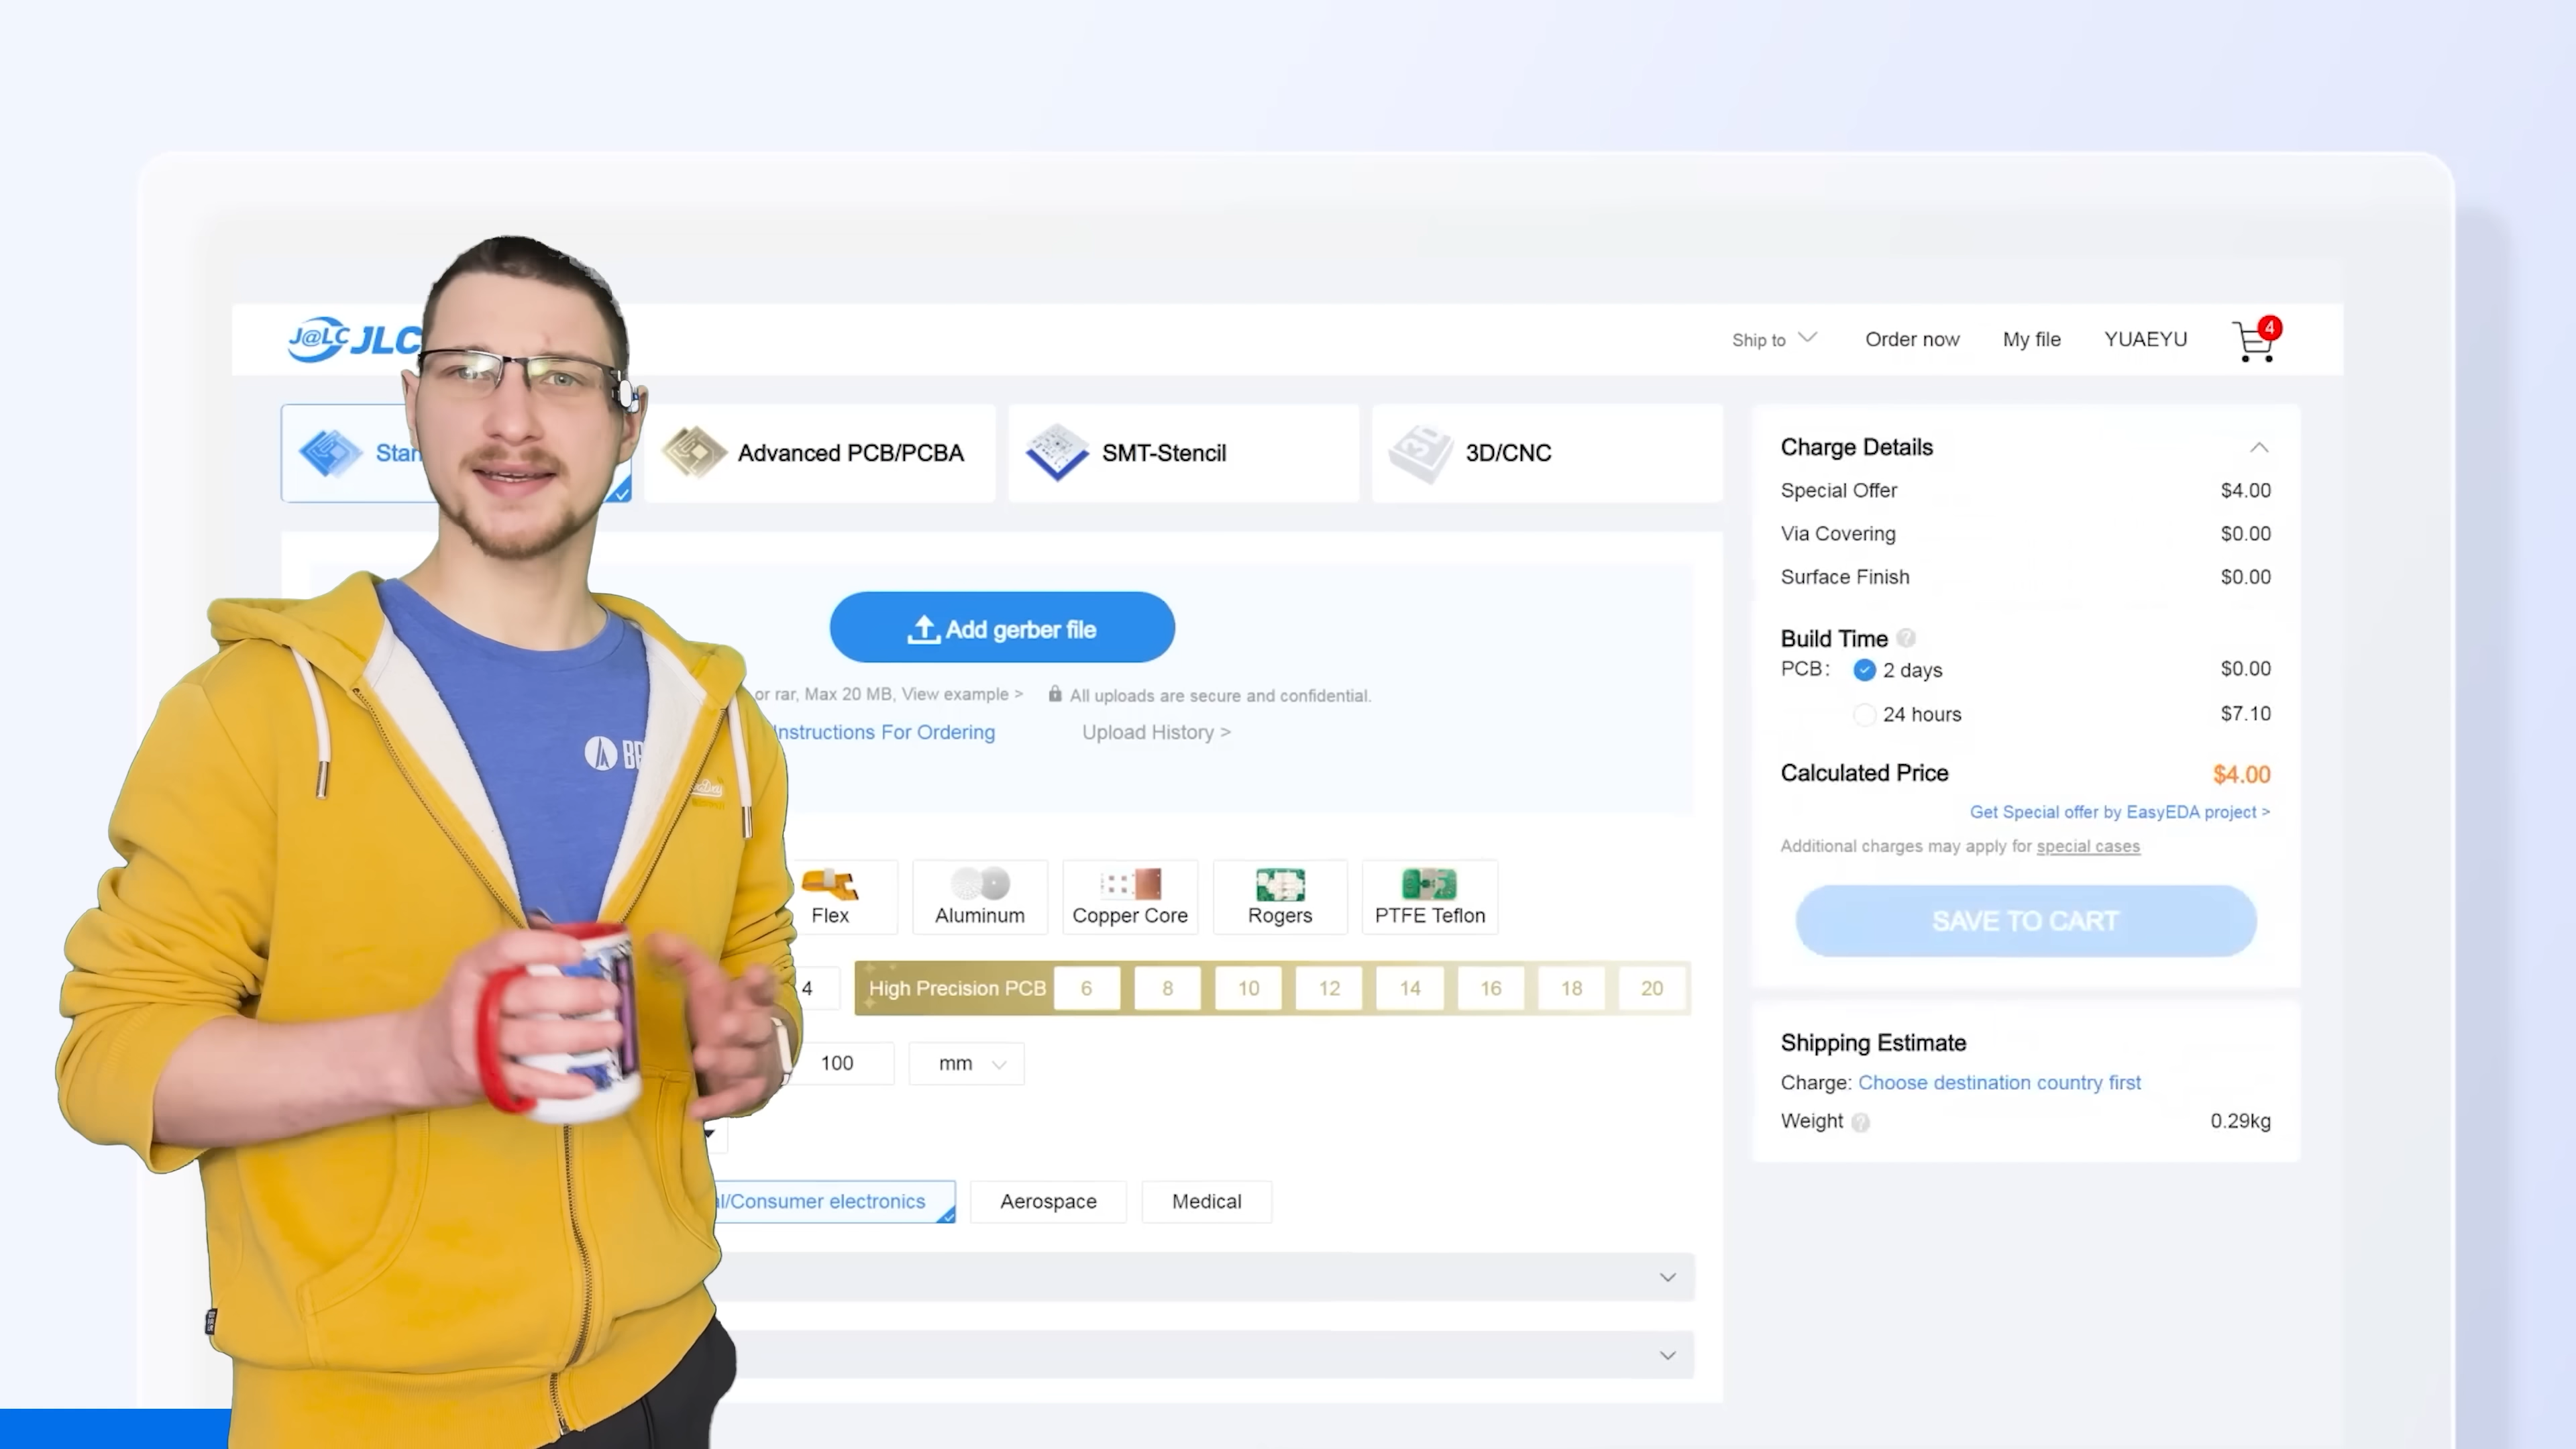 J@LC JLC
Ship to
Order now
My file
YUAEYU
4
Advanced PCB/PCBA
SMT-Stencil
3D
3D/CNC
Add gerber file
or rar, Max 20 MB, View example >
All uploads are secure and confidential.
Instructions For Ordering
Upload History >
Flex
Aluminum
Copper Core
Rogers
PTFE Teflon
4
High Precision PCB
6
8
10
12
14
16
18
20
100
mm
l/Consumer electronics
Aerospace
Medical
Charge Details
Special Offer
$4.00
Via Covering
$0.00
Surface Finish
$0.00
Build Time ?
PCB:
2 days
$0.00
24 hours
$7.10
Calculated Price
$4.00
Get Special offer by EasyEDA project >
Additional charges may apply for special cases
SAVE TO CART
Shipping Estimate
Charge: Choose destination country first
Weight ?
0.29kg